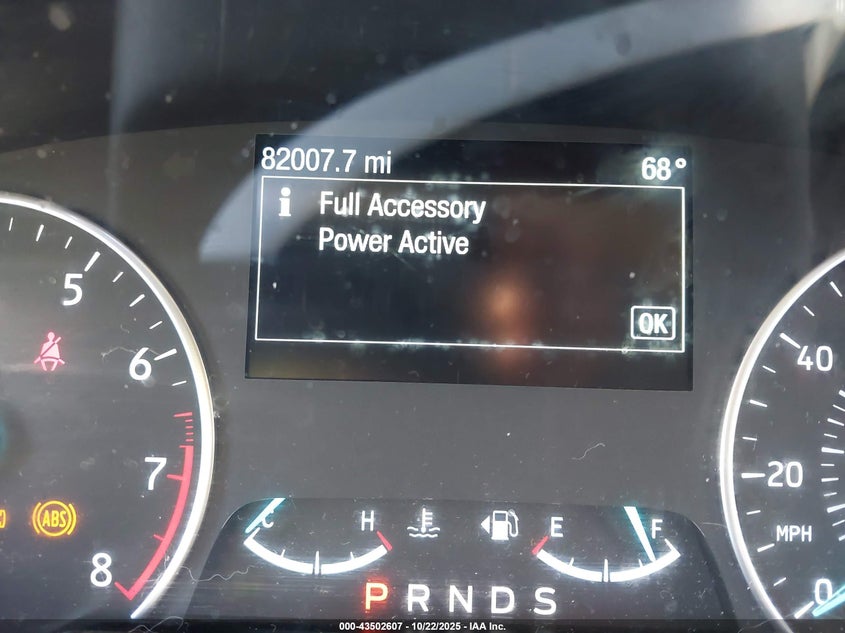 82007.7 mi 68°
i Full Accessory
Power Active
OK
5
6
7
8
ABS
40
20
MPH
0
C H
E F
P R N D S
000-43502607 - 10/22/2025 - IAA Inc.